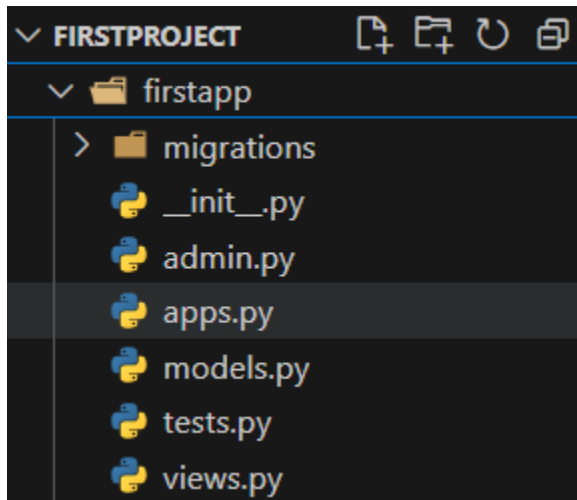 FIRSTPROJECT
firstapp
migrations
__init__.py
admin.py
apps.py
models.py
tests.py
views.py